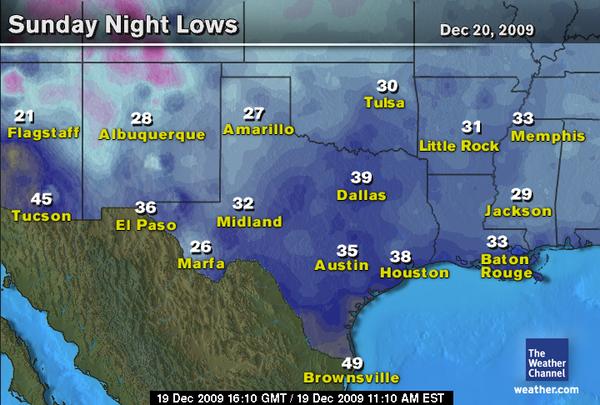 Sunday Night Lows
Dec 20, 2009
30
Tulsa
21
Flagstaff
28
Albuquerque
27
Amarillo
31
Little Rock
33
Memphis
39
Dallas
45
Tucson
36
El Paso
32
Midland
29
Jackson
26
Marfa
35
Austin
38
Houston
33
Baton
Rouge
49
Brownsville
The
Weather
Channel
weather.com
19 Dec 2009 16:10 GMT / 19 Dec 2009 11:10 AM EST